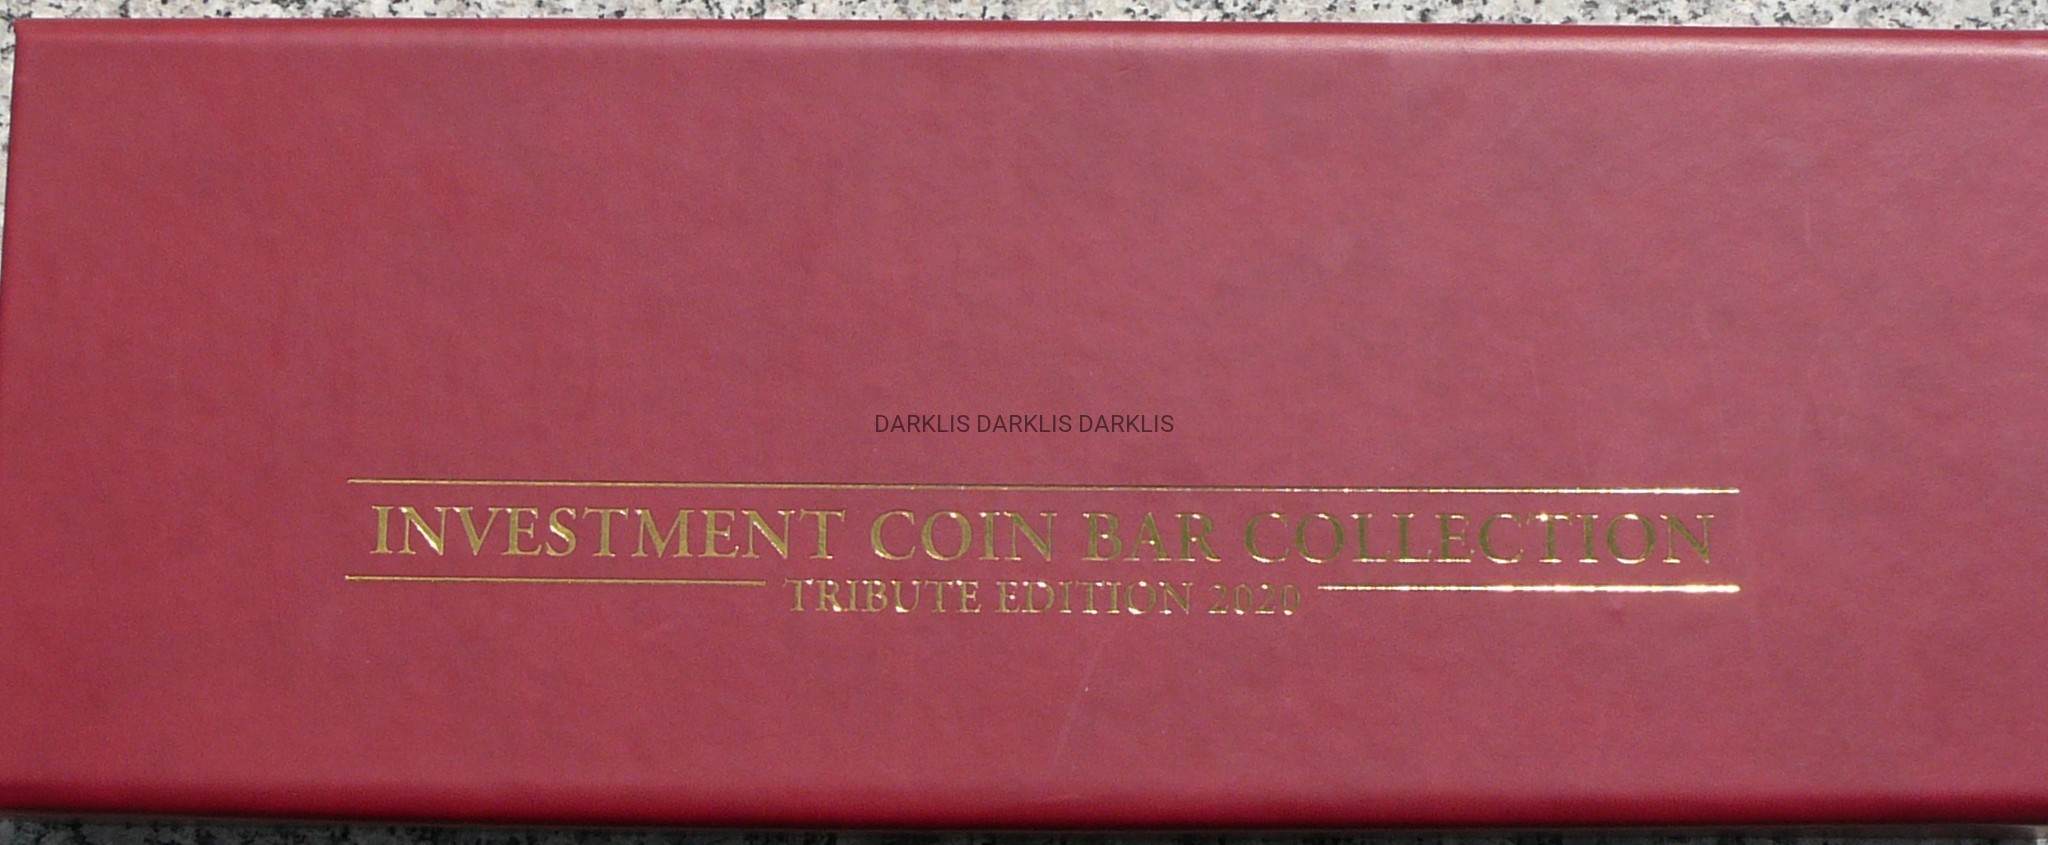 DARKLIS DARKLIS DARKLIS
INVESTMENT COIN BAR COLLECTION
TRIBUTE EDITION 2020